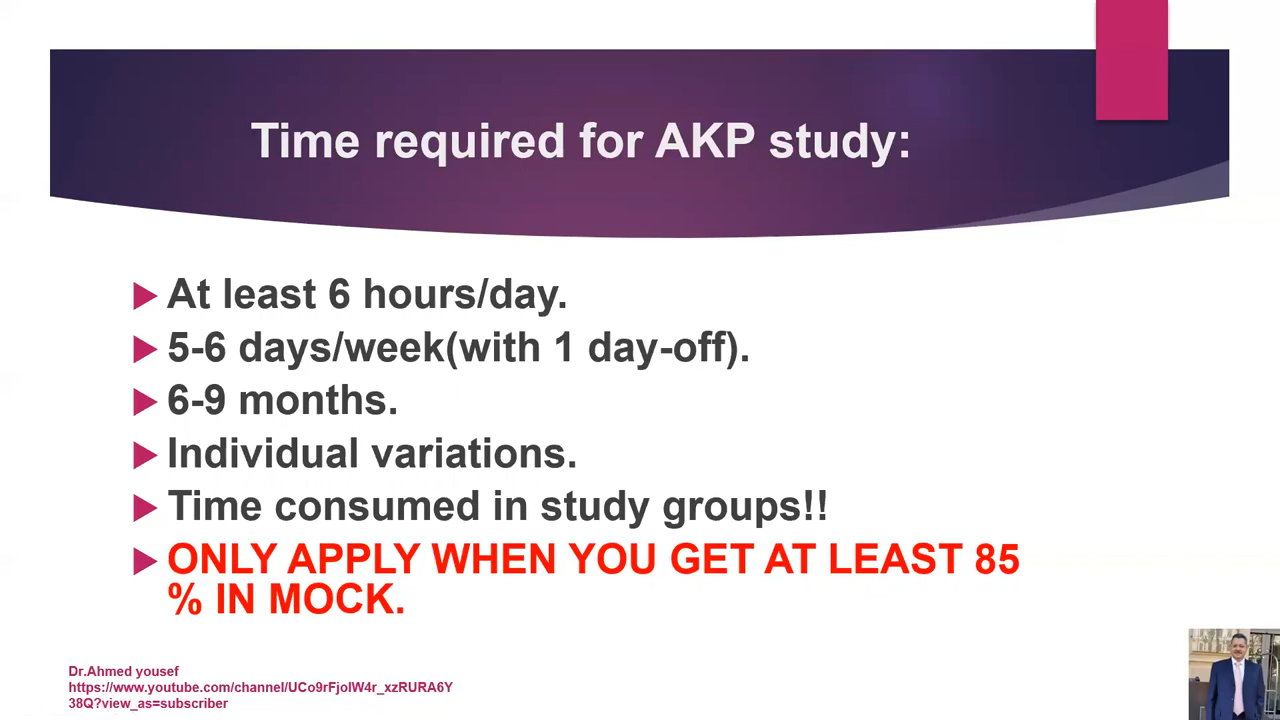 Time required for AKP study:
At least 6 hours/day.
5-6 days/week(with 1 day-off).
6-9 months.
Individual variations.
Time consumed in study groups!!
ONLY APPLY WHEN YOU GET AT LEAST 85
% IN MOCK.
Dr.Ahmed yousef
https://www.youtube.com/channel/UCo9rFjoIW4r_xzRURA6Y
38Q?view_as=subscriber